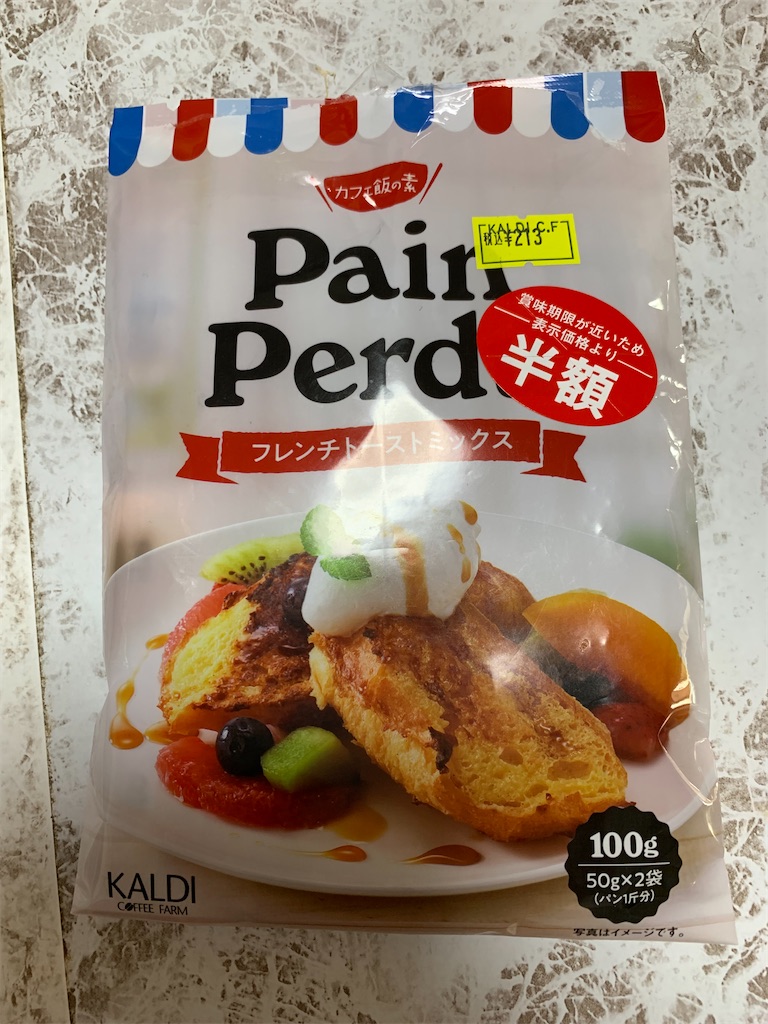 カフェ飯の素
Pain
KALDI C.F
税込¥213
賞味期限が近いため
表示価格より
半額
フレンチトーストミックス
100g
50g×2袋
(パン1斤分)
KALDI
COFFEE FARM
写真はイメージです。